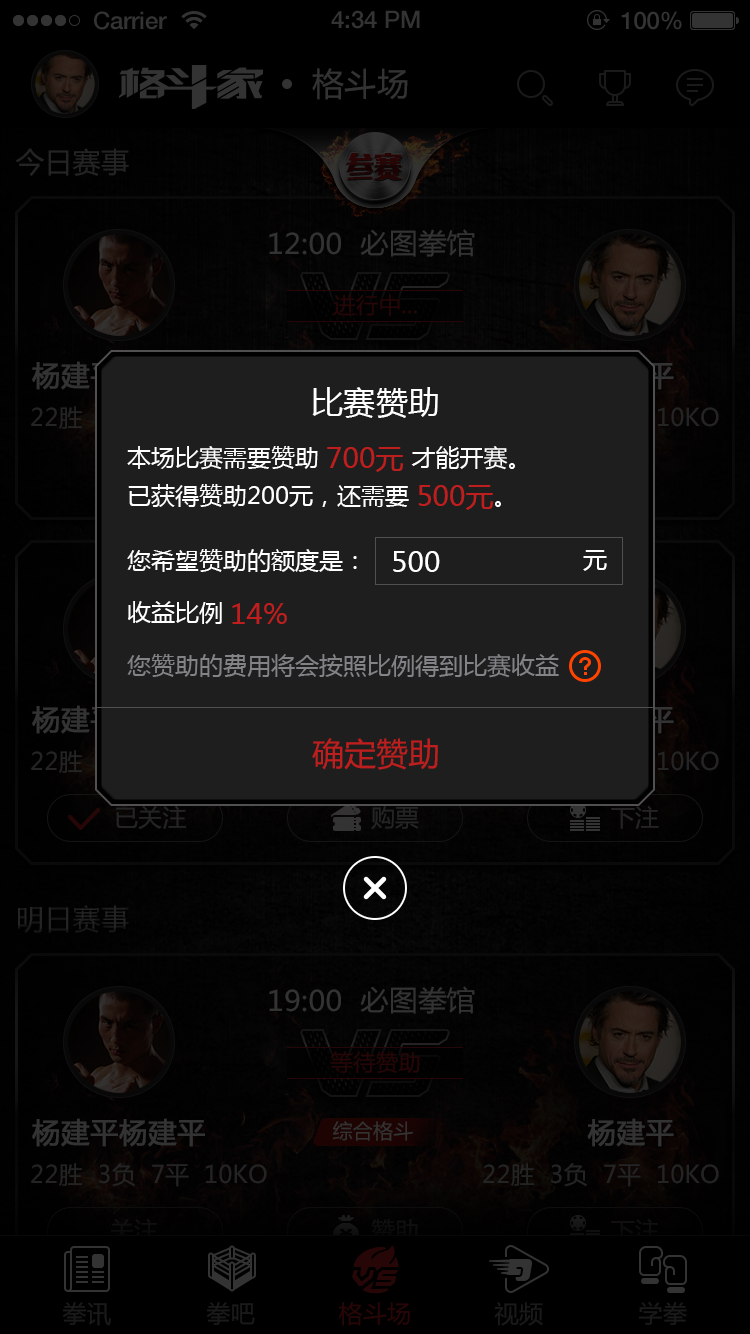 Carrier 4:34 PM 100%
格斗家 • 格斗场
今日赛事
参赛
12:00 必图拳馆
VS
进行中...
杨建平 平
22胜 10KO
比赛赞助
本场比赛需要赞助 700元 才能开赛。
已获得赞助200元，还需要 500元。
您希望赞助的额度是： 500 元
收益比例 14%
您赞助的费用将会按照比例得到比赛收益 ?
杨建平 平
22胜 10KO
确定赞助
已关注 购票 下注
明日赛事
19:00 必图拳馆
VS
等待赞助
杨建平杨建平 综合格斗 杨建平
22胜 3负 7平 10KO 22胜 3负 7平 10KO
关注 赞助 下注
VS
拳讯 拳吧 格斗场 视频 学拳